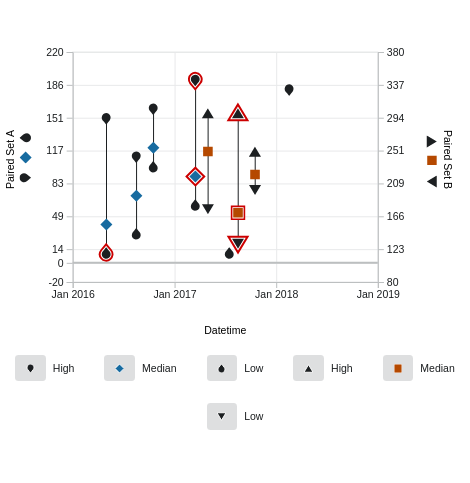 220
186
151
117
83
49
14
0
-20
380
337
294
251
209
166
123
80
Paired Set A
Paired Set B
Jan 2016 Jan 2017 Jan 2018 Jan 2019
Datetime
High Median Low High Median
Low